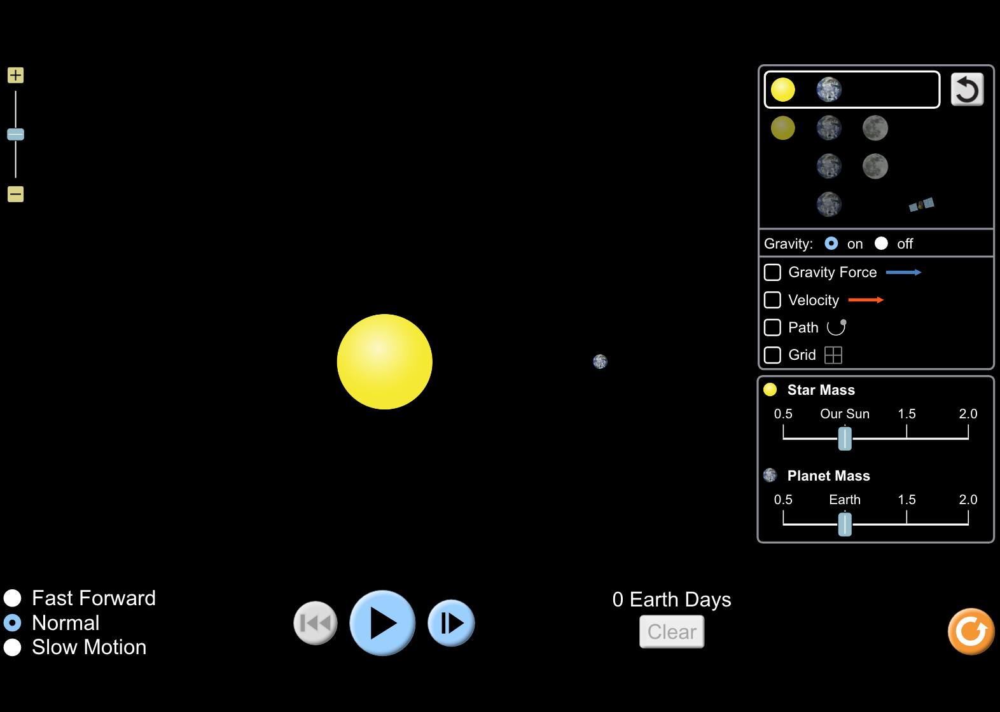 Gravity: on off
Gravity Force
Velocity
Path
Grid
Star Mass
0.5 Our Sun 1.5 2.0
Planet Mass
0.5 Earth 1.5 2.0
Fast Forward
Normal
Slow Motion
0 Earth Days
Clear